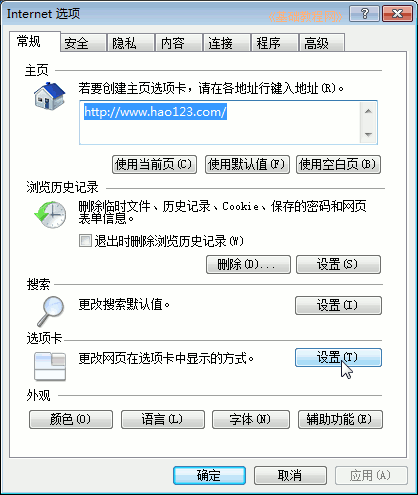 Internet 选项
常规 安全 隐私 内容 连接 程序 高级
主页
若要创建主页选项卡，请在各地址行键入地址(R)。
http://www.hao123.com/
使用当前页(C) 使用默认值(F) 使用空白页(B)
浏览历史记录
删除临时文件、历史记录、Cookie、保存的密码和网页
表单信息。
退出时删除浏览历史记录(W)
删除(D)... 设置(S)
搜索
更改搜索默认值。 设置(I)
选项卡
更改网页在选项卡中显示的方式。 设置(T)
外观
颜色(O) 语言(L) 字体(N) 辅助功能(E)
确定 取消 应用(A)